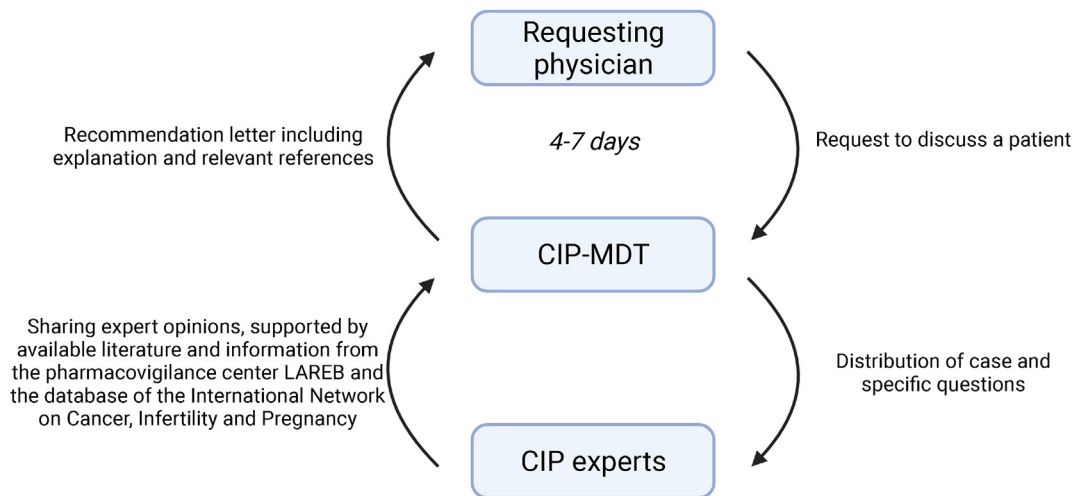 Requesting
physician
Recommendation letter including
explanation and relevant references
4-7 days
Request to discuss a patient
CIP-MDT
Sharing expert opinions, supported by
available literature and information from
the pharmacovigilance center LAREB and
the database of the International Network
on Cancer, Infertility and Pregnancy
Distribution of case and
specific questions
CIP experts